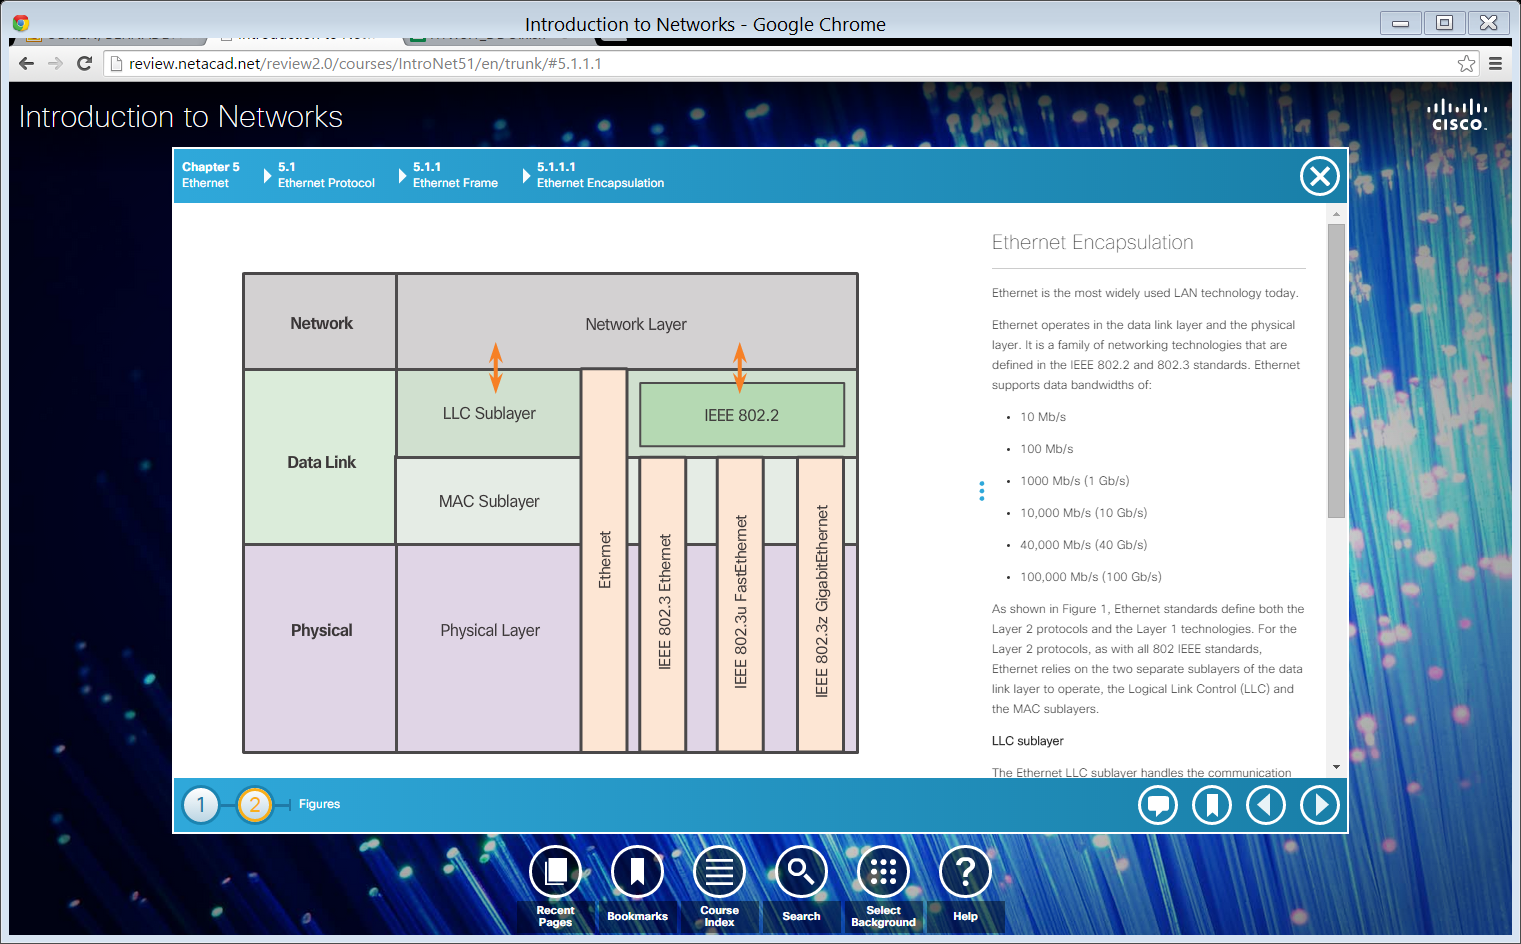 Introduction to Networks - Google Chrome
review.netacad.net/review2.0/courses/IntroNet51/en/trunk/#5.1.1.1
Introduction to Networks
CISCO
Chapter 5
Ethernet
5.1
Ethernet Protocol
5.1.1
Ethernet Frame
5.1.1.1
Ethernet Encapsulation
Network
Network Layer
Data Link
LLC Sublayer
IEEE 802.2
MAC Sublayer
Physical
Physical Layer
Ethernet
IEEE 802.3 Ethernet
IEEE 802.3u FastEthernet
IEEE 802.3z GigabitEthernet
Ethernet Encapsulation
Ethernet is the most widely used LAN technology today.
Ethernet operates in the data link layer and the physical
layer. It is a family of networking technologies that are
defined in the IEEE 802.2 and 802.3 standards. Ethernet
supports data bandwidths of:
• 10 Mb/s
• 100 Mb/s
• 1000 Mb/s (1 Gb/s)
• 10,000 Mb/s (10 Gb/s)
• 40,000 Mb/s (40 Gb/s)
• 100,000 Mb/s (100 Gb/s)
As shown in Figure 1, Ethernet standards define both the
Layer 2 protocols and the Layer 1 technologies. For the
Layer 2 protocols, as with all 802 IEEE standards,
Ethernet relies on the two separate sublayers of the data
link layer to operate, the Logical Link Control (LLC) and
the MAC sublayers.
LLC sublayer
The Ethernet LLC sublayer handles the communication
1
2
Figures
Recent
Pages
Bookmarks
Course
Index
Search
Select
Background
?
Help